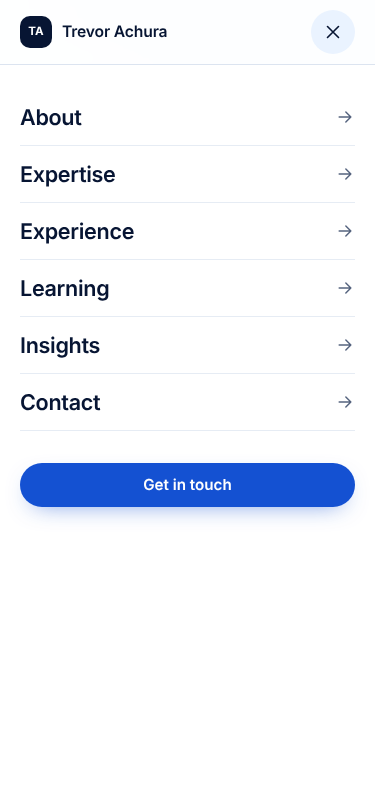 TA
Trevor Achura
About
Expertise
Experience
Learning
Insights
Contact
Get in touch